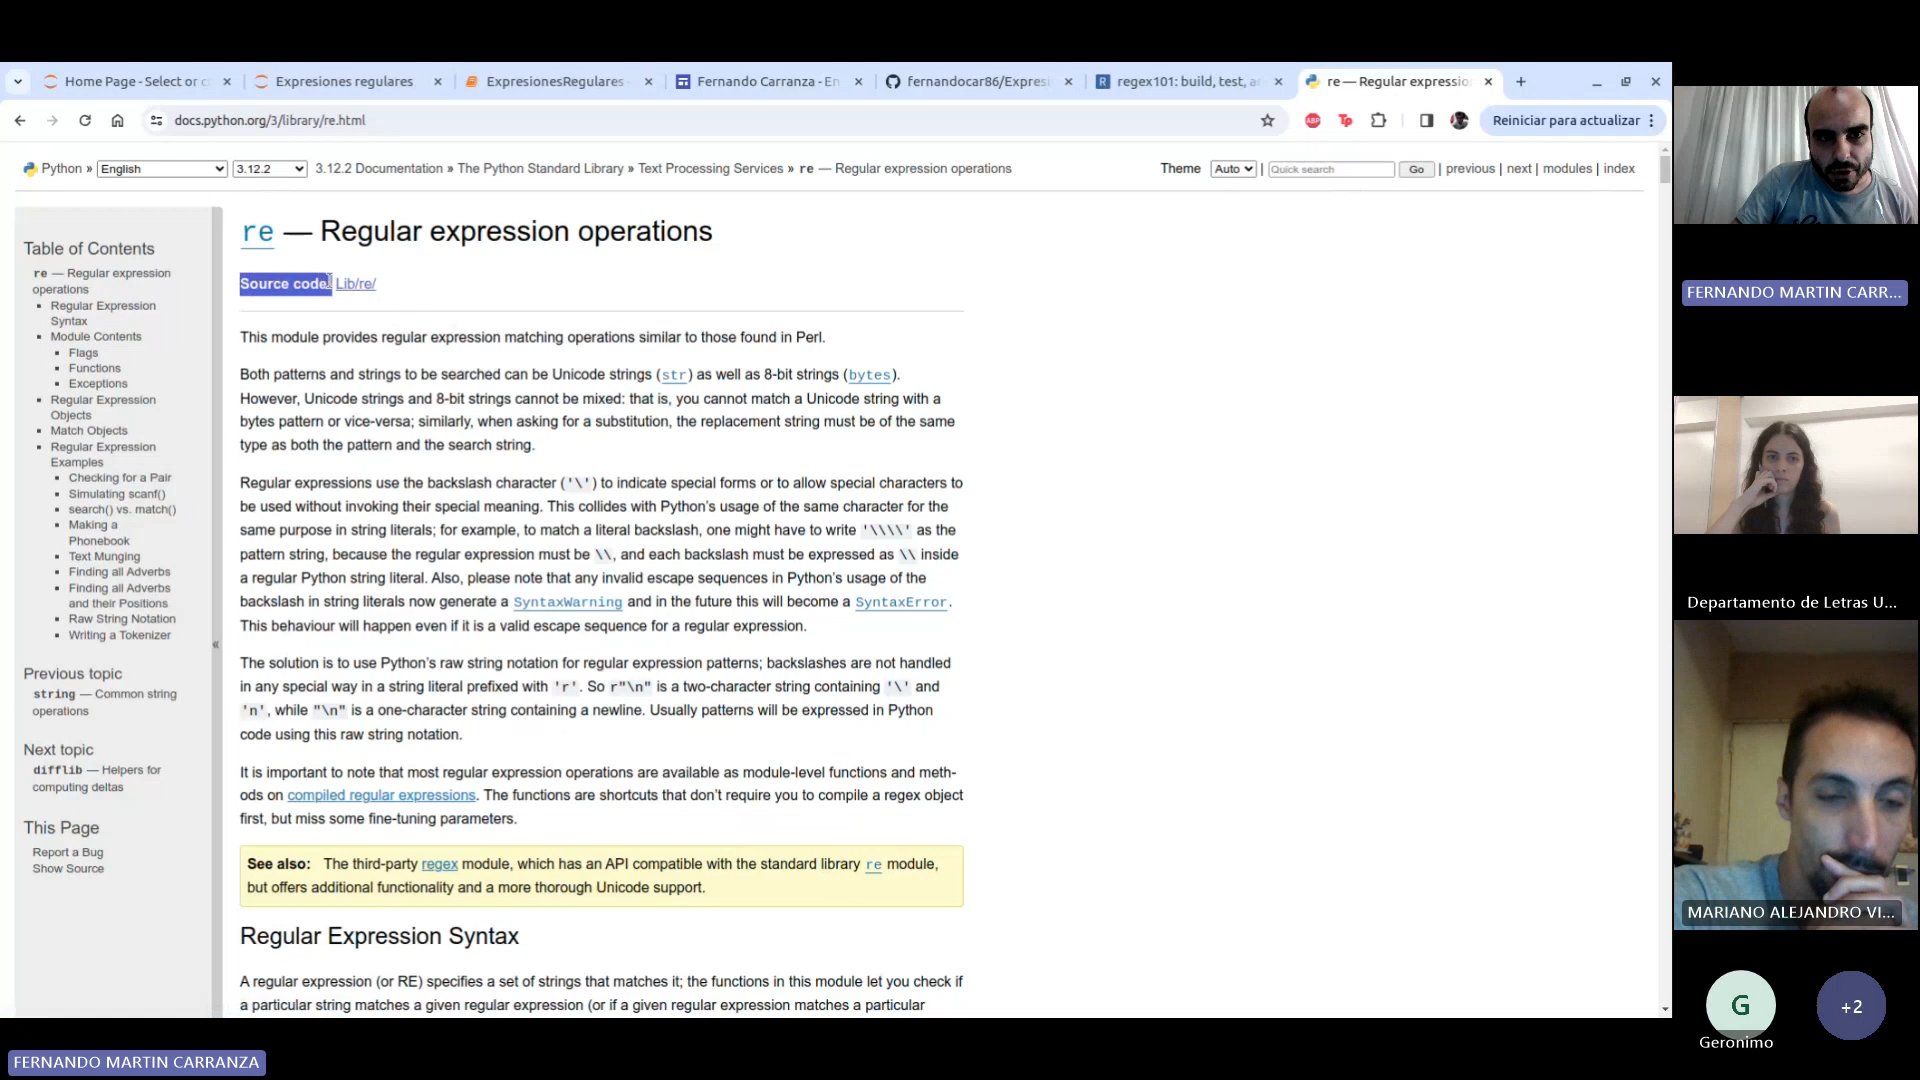 Home Page - Select or c
Expresiones regulares
ExpresionesRegulares -
Fernando Carranza - En
fernandocar86/Expresi
regex101: build, test, a
re — Regular expressio
docs.python.org/3/library/re.html
ABP
Tp
Reiniciar para actualizar
Python » English 3.12.2 3.12.2 Documentation » The Python Standard Library » Text Processing Services » re — Regular expression operations
Theme Auto | Quick search Go | previous | next | modules | index
Table of Contents
re — Regular expression
operations
Regular Expression
Syntax
Module Contents
Flags
Functions
Exceptions
Regular Expression
Objects
Match Objects
Regular Expression
Examples
Checking for a Pair
Simulating scanf()
search() vs. match()
Making a
Phonebook
Text Munging
Finding all Adverbs
Finding all Adverbs
and their Positions
Raw String Notation
Writing a Tokenizer
Previous topic
string — Common string
operations
Next topic
difflib — Helpers for
computing deltas
This Page
Report a Bug
Show Source
«
re — Regular expression operations
Source code: Lib/re/
This module provides regular expression matching operations similar to those found in Perl.
Both patterns and strings to be searched can be Unicode strings (str) as well as 8-bit strings (bytes).
However, Unicode strings and 8-bit strings cannot be mixed: that is, you cannot match a Unicode string with a
bytes pattern or vice-versa; similarly, when asking for a substitution, the replacement string must be of the same
type as both the pattern and the search string.
Regular expressions use the backslash character ('\') to indicate special forms or to allow special characters to
be used without invoking their special meaning. This collides with Python's usage of the same character for the
same purpose in string literals; for example, to match a literal backslash, one might have to write '\\\\' as the
pattern string, because the regular expression must be \\, and each backslash must be expressed as \\ inside
a regular Python string literal. Also, please note that any invalid escape sequences in Python's usage of the
backslash in string literals now generate a SyntaxWarning and in the future this will become a SyntaxError.
This behaviour will happen even if it is a valid escape sequence for a regular expression.
The solution is to use Python's raw string notation for regular expression patterns; backslashes are not handled
in any special way in a string literal prefixed with 'r'. So r"\n" is a two-character string containing '\' and
'n', while "\n" is a one-character string containing a newline. Usually patterns will be expressed in Python
code using this raw string notation.
It is important to note that most regular expression operations are available as module-level functions and meth-
ods on compiled regular expressions. The functions are shortcuts that don't require you to compile a regex object
first, but miss some fine-tuning parameters.
See also: The third-party regex module, which has an API compatible with the standard library re module,
but offers additional functionality and a more thorough Unicode support.
Regular Expression Syntax
A regular expression (or RE) specifies a set of strings that matches it; the functions in this module let you check if
a particular string matches a given regular expression (or if a given regular expression matches a particular
FERNANDO MARTIN CARR...
Departamento de Letras U...
MARIANO ALEJANDRO VI...
G
+2
Geronimo
FERNANDO MARTIN CARRANZA